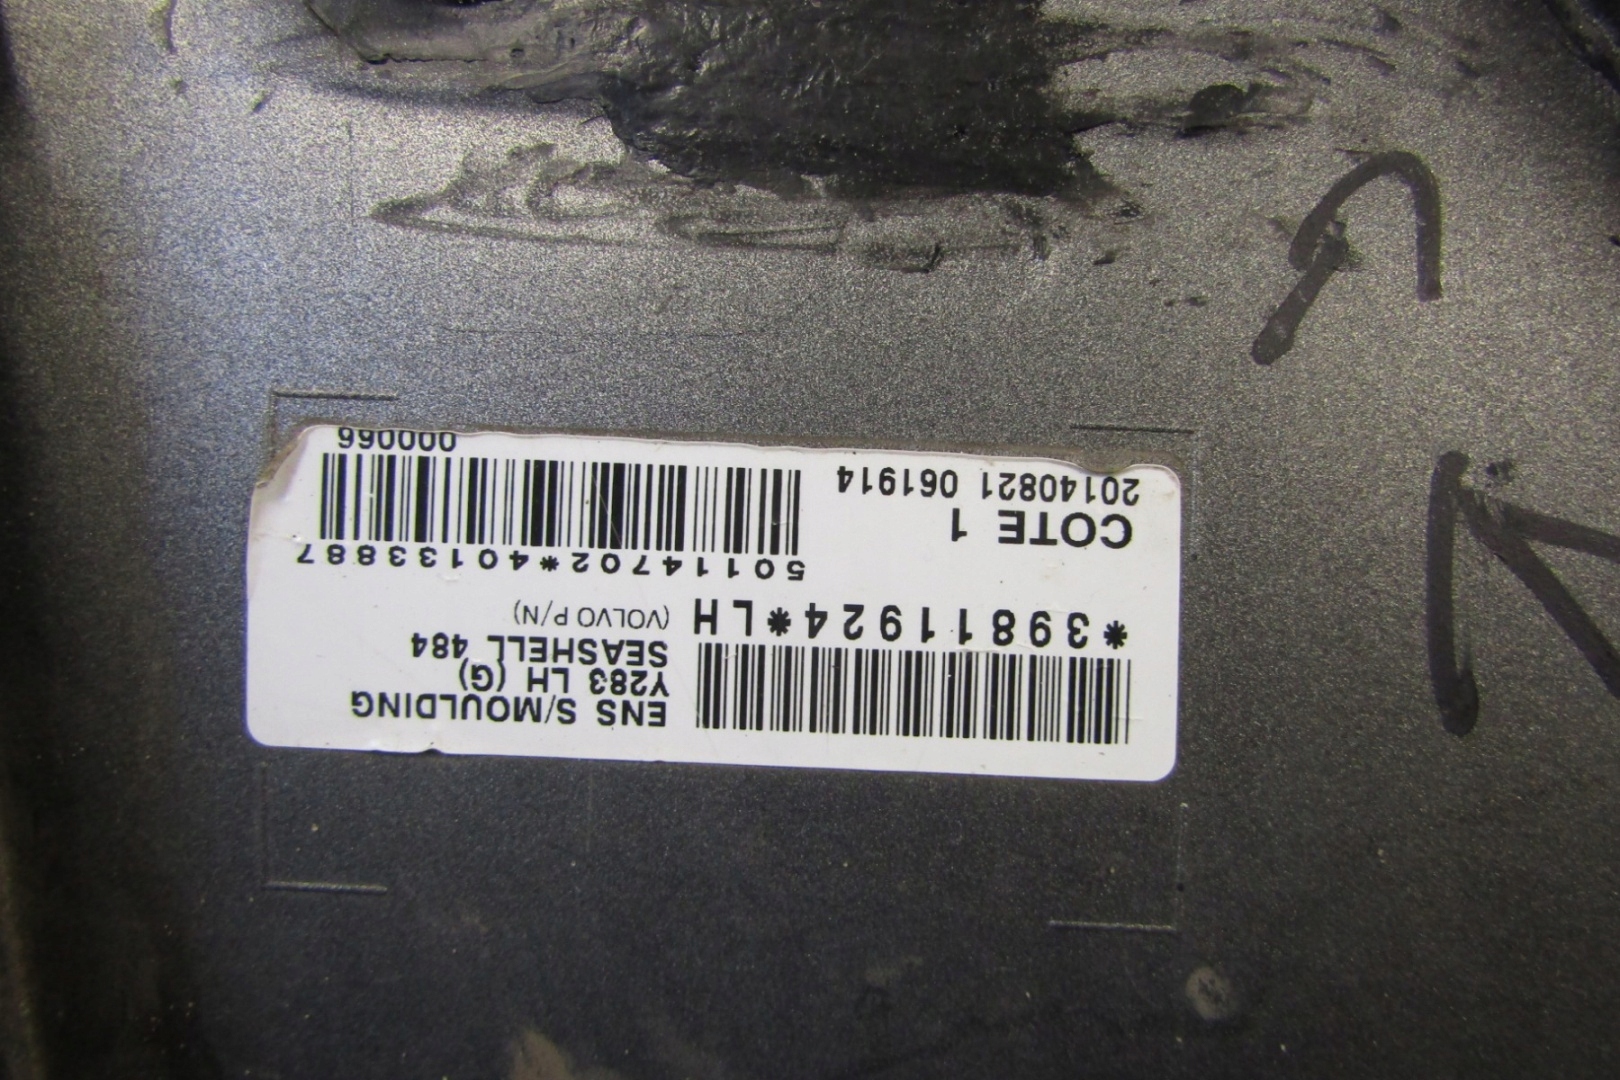 *39811924*LH
ENS S/MOULDING
Y283 LH (G)
SEASHELL 484
(VOLVO P/N)
50114702*40133887
COTE 1
20140821 061914
000066